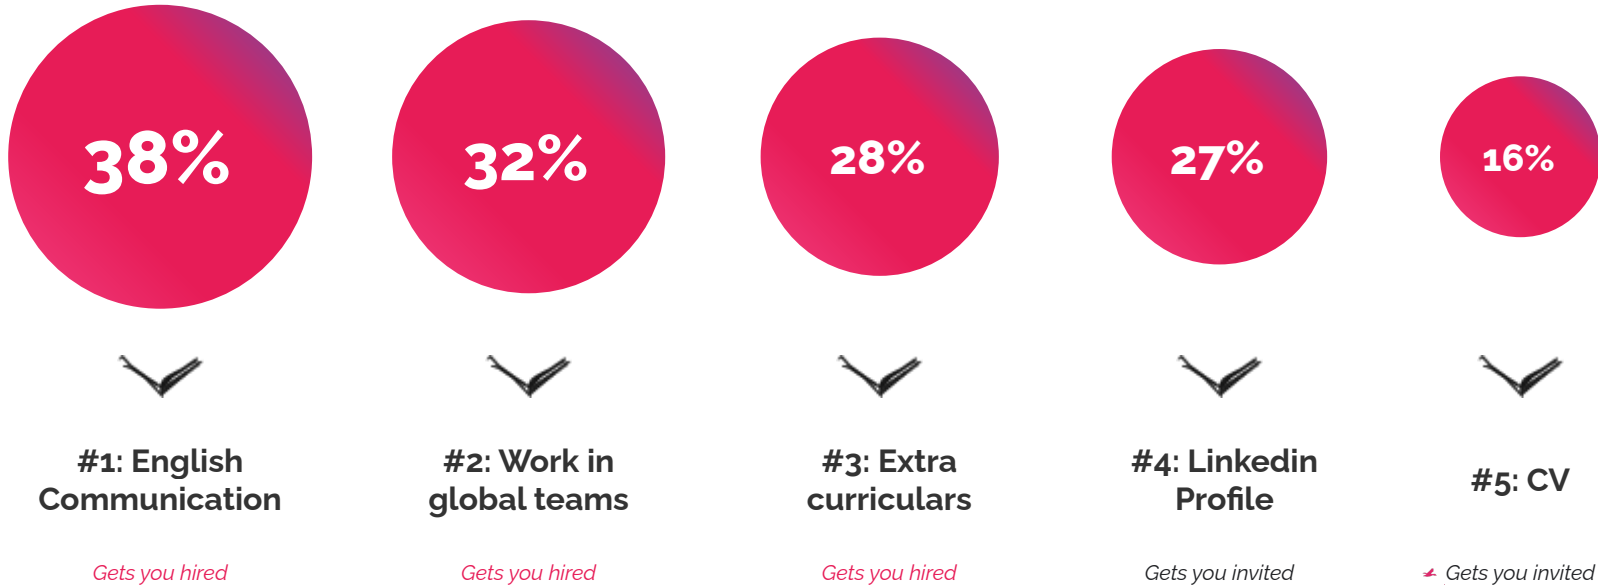 38%
32%
28%
27%
16%
#1: English
Communication
#2: Work in
global teams
#3: Extra
curriculars
#4: Linkedin
Profile
#5: CV
Gets you hired
Gets you hired
Gets you hired
Gets you invited
Gets you invited